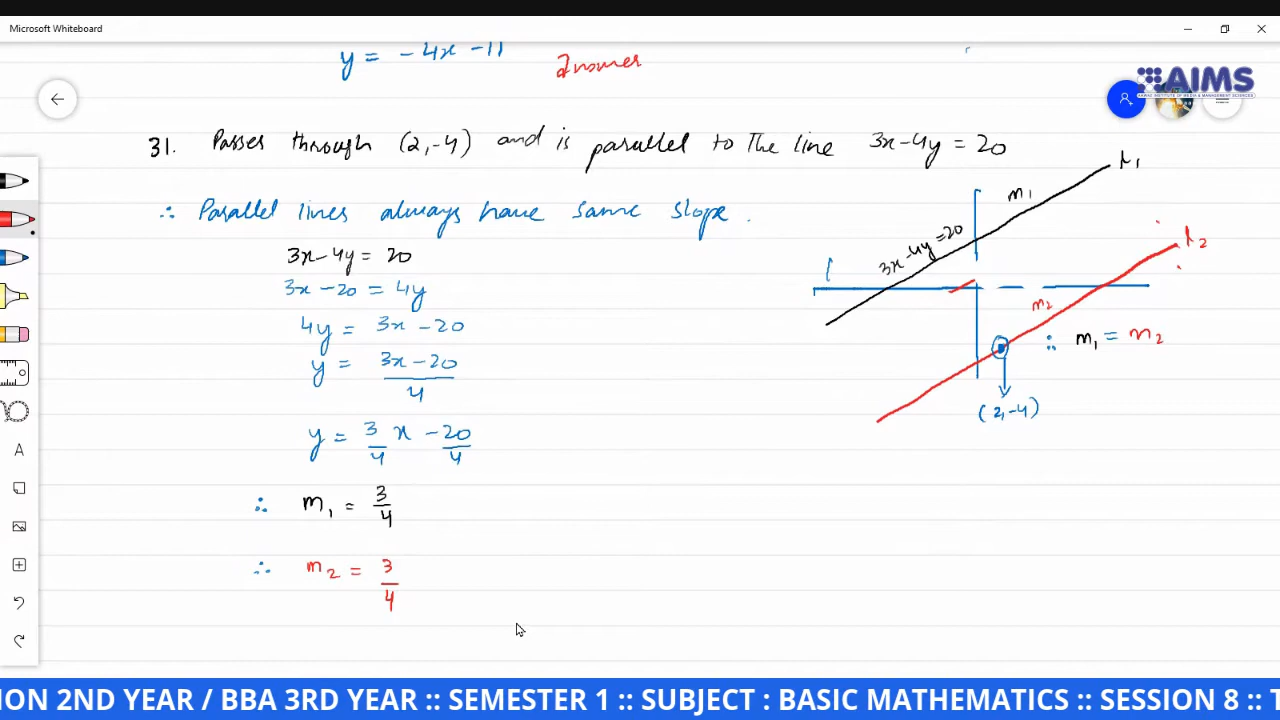 Microsoft Whiteboard
y = -4x -11 Answer
AIMS
31. Passes through (2,-4) and is parallel to the line 3x-4y = 20
∴ Parallel lines always have same slope.
3x-4y = 20
3x-20 = 4y
4y = 3x-20
y = 3x-20
4
y = 3/4 x - 20/4
∴ m₁ = 3/4
∴ m₂ = 3/4
l₁
m₁
3x-4y=20
l₂
m₂
∴ m₁ = m₂
(2,-4)
A
ION 2ND YEAR / BBA 3RD YEAR :: SEMESTER 1 :: SUBJECT : BASIC MATHEMATICS :: SESSION 8 :: T